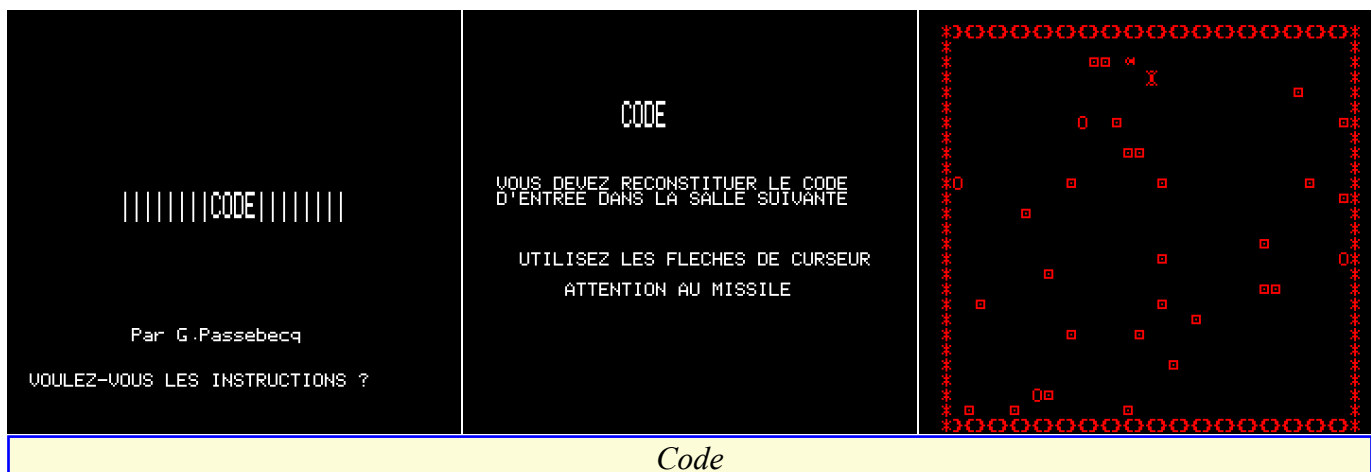 ||||||||CODE||||||||
Par G.Passebecq
VOULEZ-VOUS LES INSTRUCTIONS ?
CODE
VOUS DEVEZ RECONSTITUER LE CODE
D'ENTREE DANS LA SALLE SUIVANTE
UTILISEZ LES FLECHES DE CURSEUR
ATTENTION AU MISSILE
Code